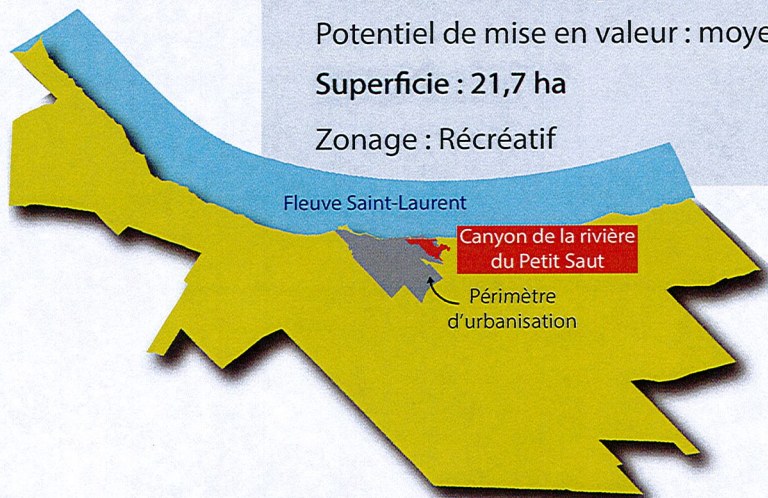 Potentiel de mise en valeur : moye
Superficie : 21,7 ha
Zonage : Récréatif
Fleuve Saint-Laurent
Canyon de la rivière
du Petit Saut
Périmètre
d'urbanisation